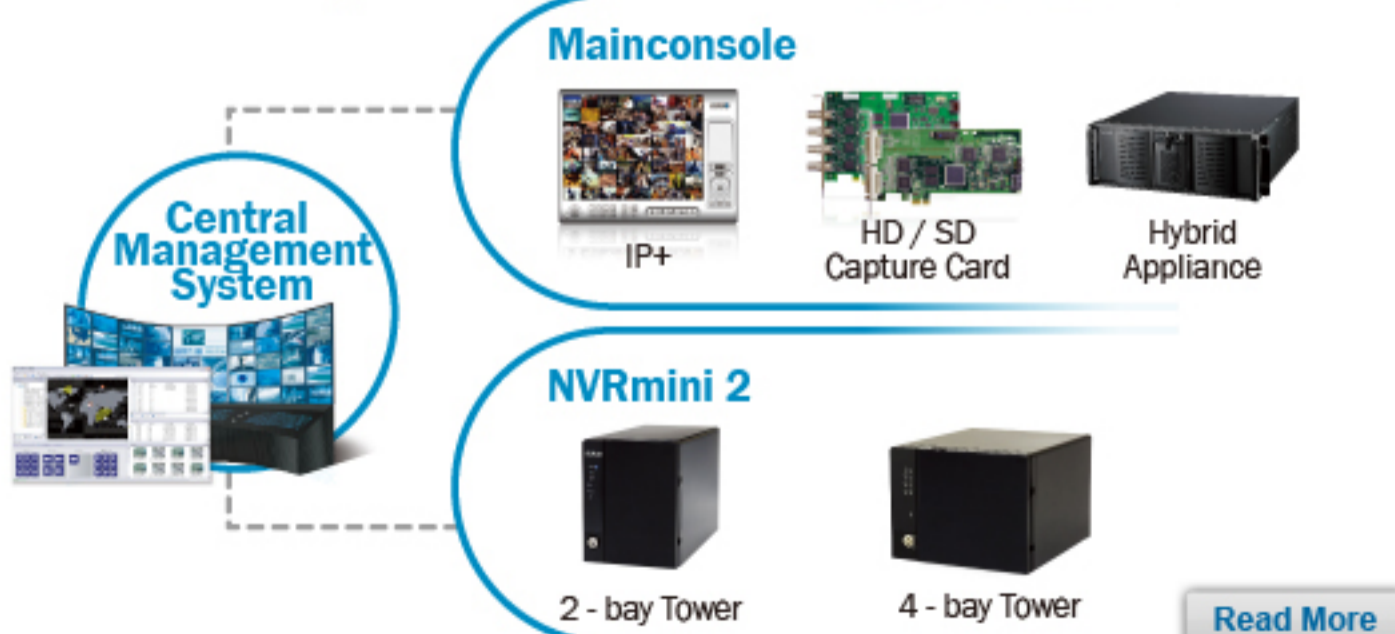 Mainconsole
IP+
HD / SD
Capture Card
Hybrid
Appliance
Central
Management
System
NVRmini 2
2 - bay Tower
4 - bay Tower
Read More